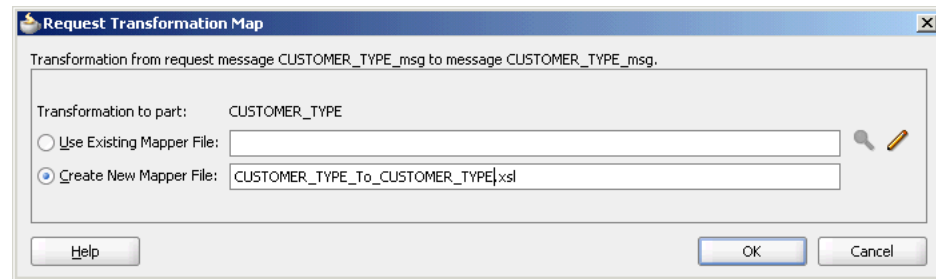 Request Transformation Map
Transformation from request message CUSTOMER_TYPE_msg to message CUSTOMER_TYPE_msg.
Transformation to part: CUSTOMER_TYPE
Use Existing Mapper File:
Create New Mapper File: CUSTOMER_TYPE_To_CUSTOMER_TYPE.xsl
Help OK Cancel